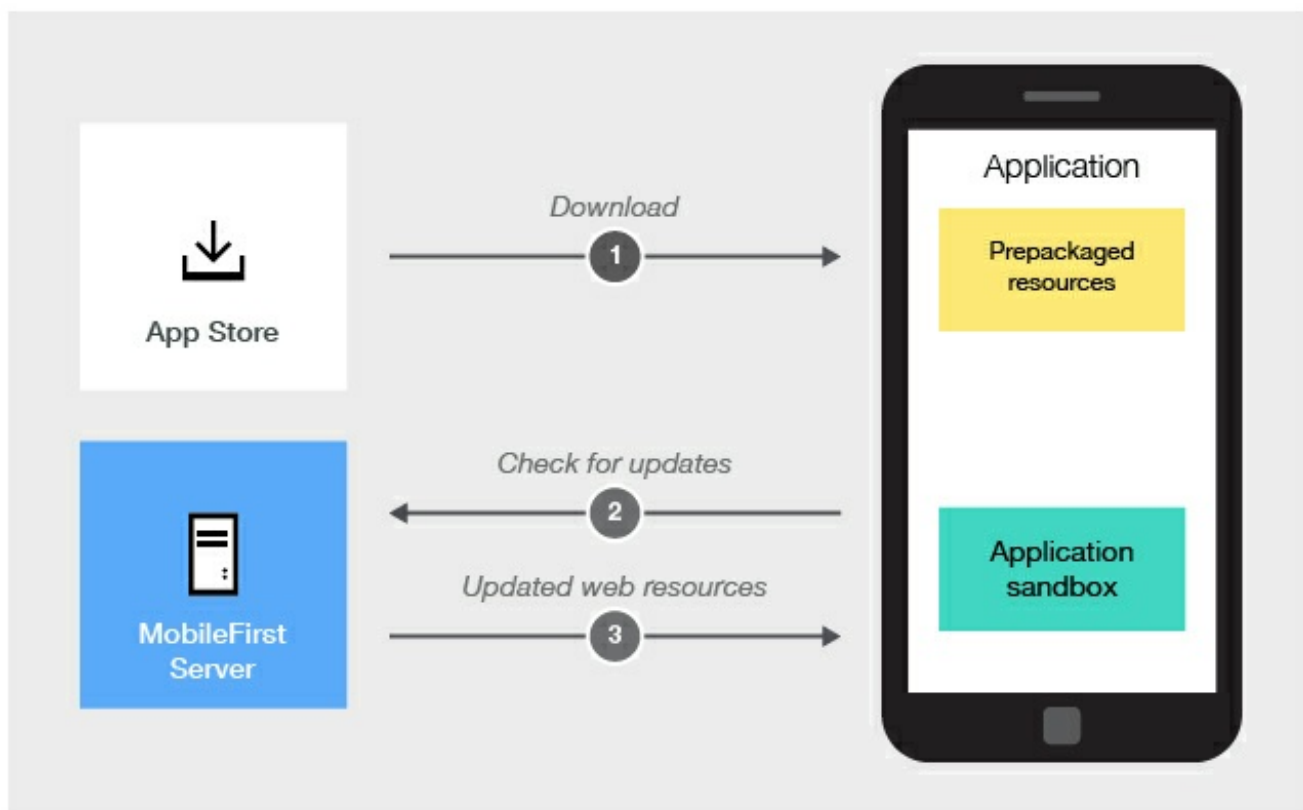 Download
1
App Store
Check for updates
2
Updated web resources
3
MobileFirst
Server
Application
Prepackaged
resources
Application
sandbox